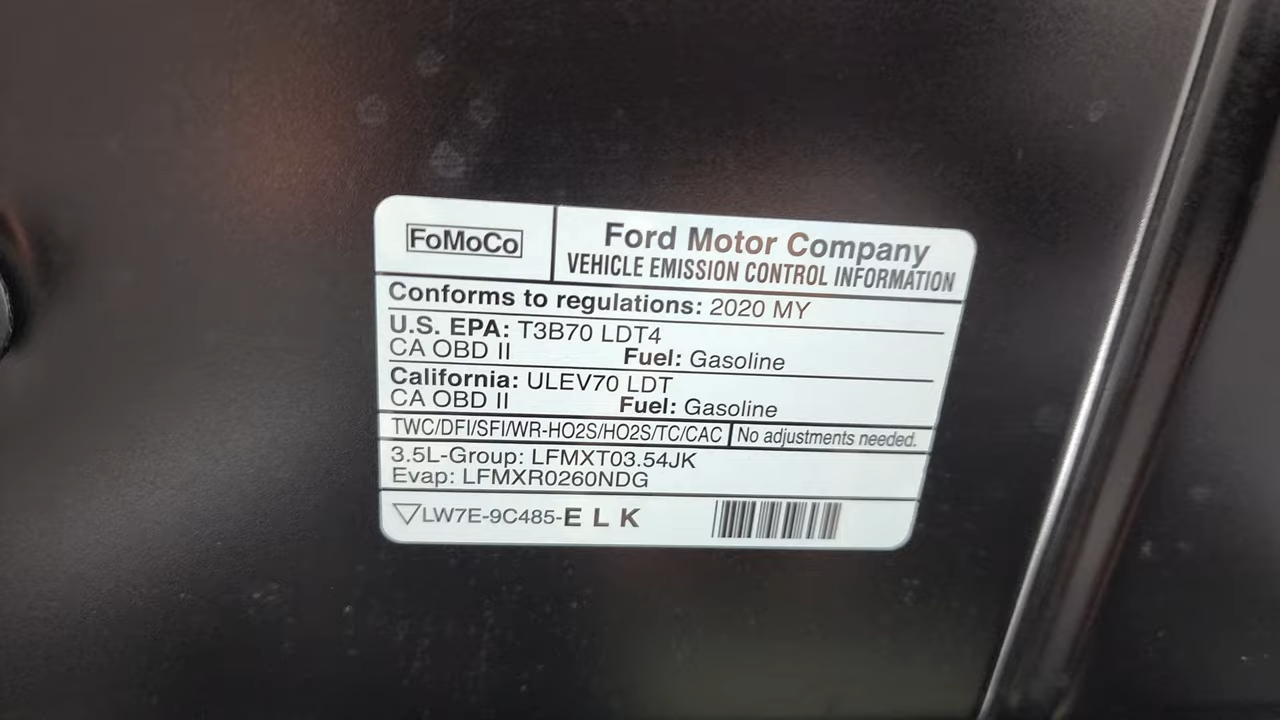 FoMoCo
Ford Motor Company
VEHICLE EMISSION CONTROL INFORMATION
Conforms to regulations: 2020 MY
U.S. EPA: T3B70 LDT4
CA OBD II Fuel: Gasoline
California: ULEV70 LDT
CA OBD II Fuel: Gasoline
TWC/DFI/SFI/WR-HO2S/HO2S/TC/CAC No adjustments needed.
3.5L-Group: LFMXT03.54JK
Evap: LFMXR0260NDG
LW7E-9C485-E L K